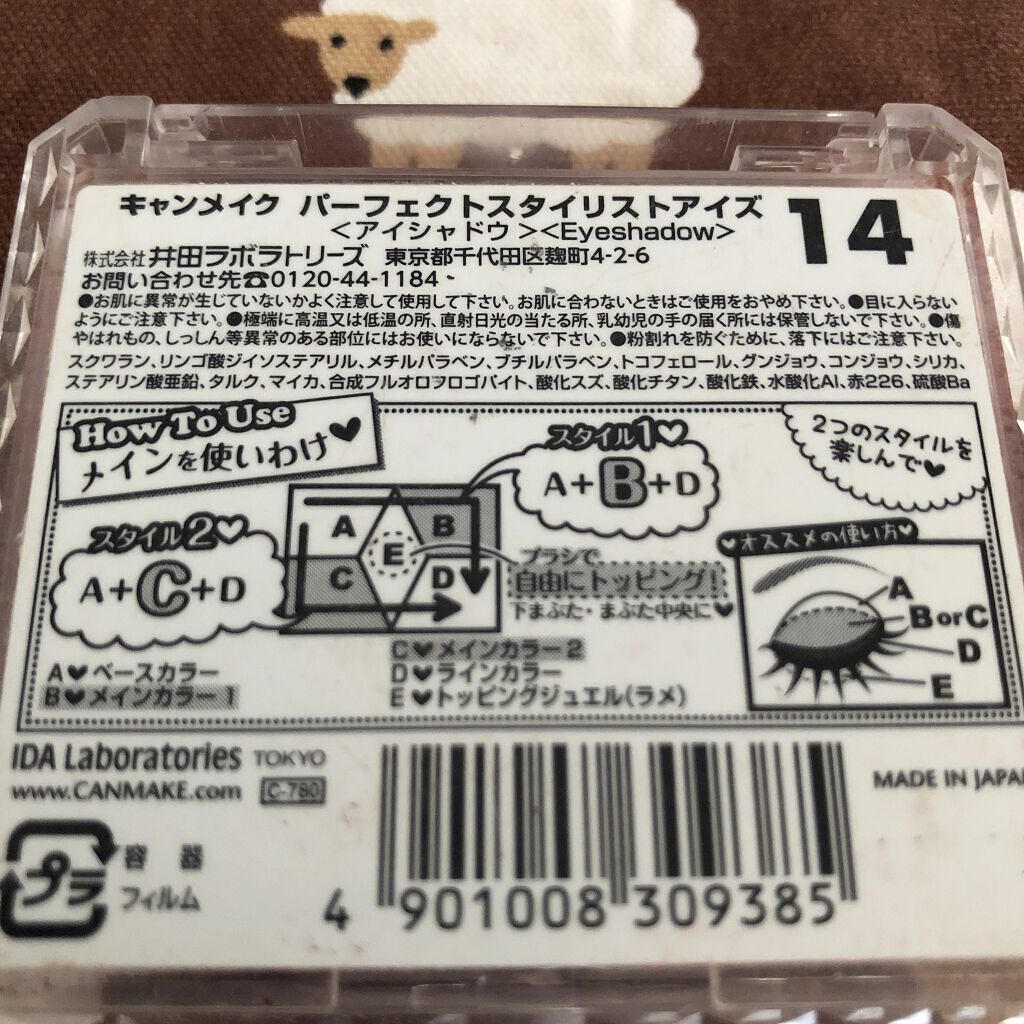 キャンメイク パーフェクトスタイリストアイズ 14
<アイシャドウ><Eyeshadow>
株式会社 井田ラボラトリーズ 東京都千代田区麹町4-2-6
お問い合わせ先☎0120-44-1184
●お肌に異常が生じていないかよく注意して使用して下さい。お肌に合わないときはご使用をおやめ下さい。●目に入らない
ようにご注意下さい。●極端に高温又は低温の所、直射日光の当たる所、乳幼児の手の届く所には保管しないで下さい。●傷
やはれもの、しっしん等異常のある部位にはお使いにならないで下さい。●粉割れを防ぐために、落下にはご注意下さい。
スクワラン、リンゴ酸ジイソステアリル、メチルパラベン、ブチルパラベン、トコフェロール、グンジョウ、コンジョウ、シリカ、
ステアリン酸亜鉛、タルク、マイカ、合成フルオロフロゴパイト、酸化スズ、酸化チタン、酸化鉄、水酸化Al、赤226、硫酸Ba
How To Use
メインを使いわけ♥
スタイル1♡
A+B+D
2つのスタイルを
楽しんで♥
スタイル2♡
A+C+D
A
B
E
C
D
ブラシで
自由にトッピング!
下まぶた・まぶた中央に♥
♥オススメの使い方♥
A
B or C
D
E
A♥ベースカラー
B♥メインカラー1
C♥メインカラー2
D♥ラインカラー
E♥トッピングジュエル(ラメ)
IDA Laboratories TOKYO
www.CANMAKE.com C-780
MADE IN JAPAN
プラ
容器
フィルム
4 901008 309385